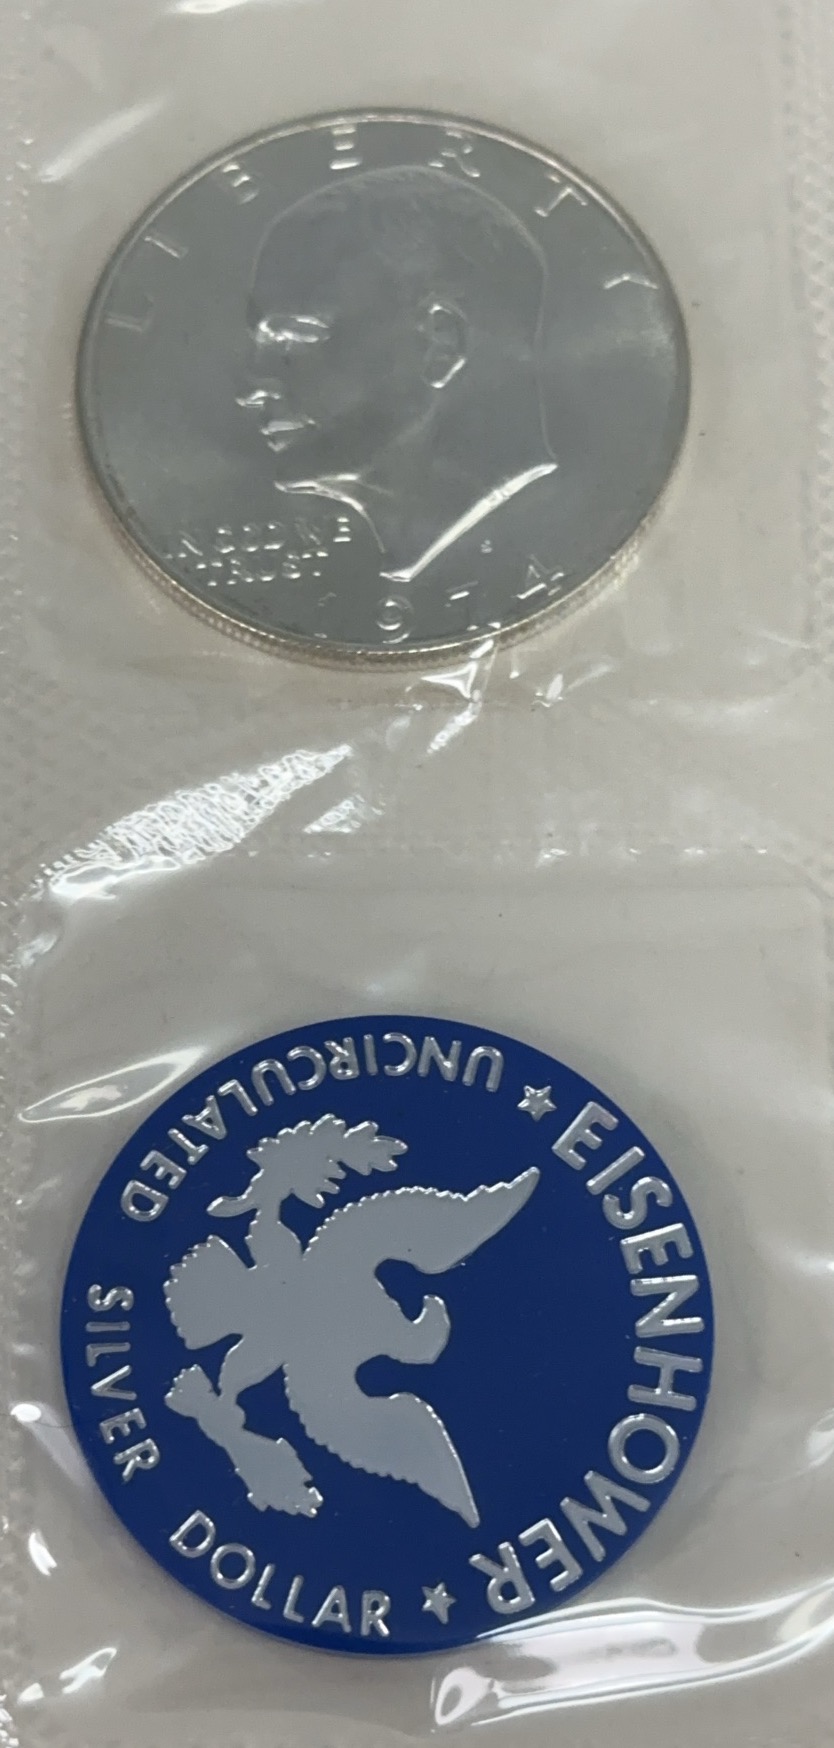 LIBERTY
IN GOD WE
TRUST
1974
S
EISENHOWER
UNCIRCULATED SILVER DOLLAR